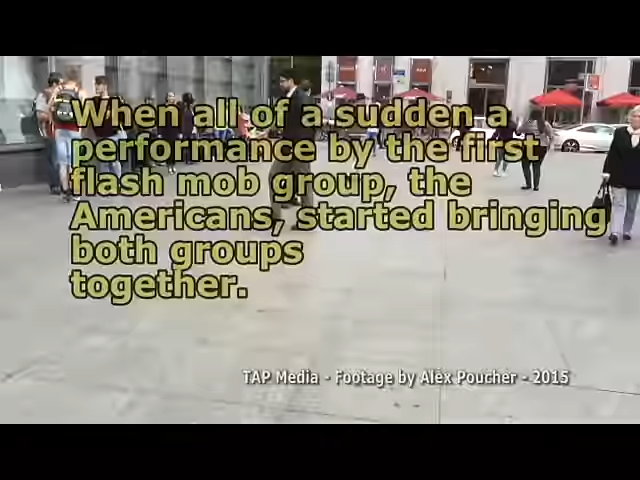 When all of a sudden a
performance by the first
flash mob group, the
Americans, started bringing
both groups
together.
TAP Media - Footage by Alex Poucher - 2015